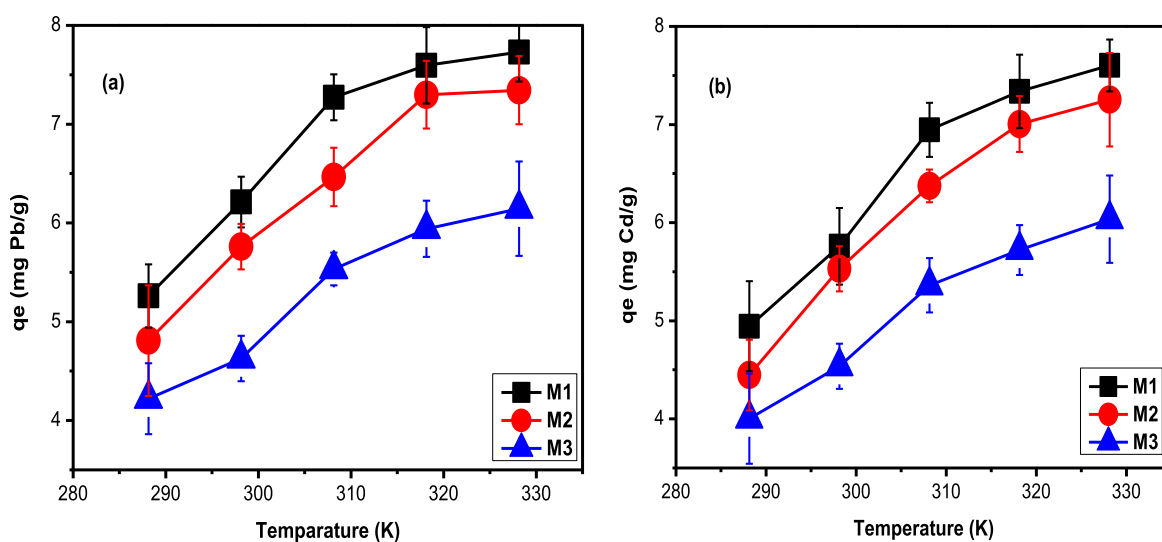 (a)
qe (mg Pb/g)
8
7
6
5
4
280
290
300
310
320
330
Temparature (K)
M1
M2
M3
(b)
qe (mg Cd/g)
8
7
6
5
4
280
290
300
310
320
330
Temperature (K)
M1
M2
M3